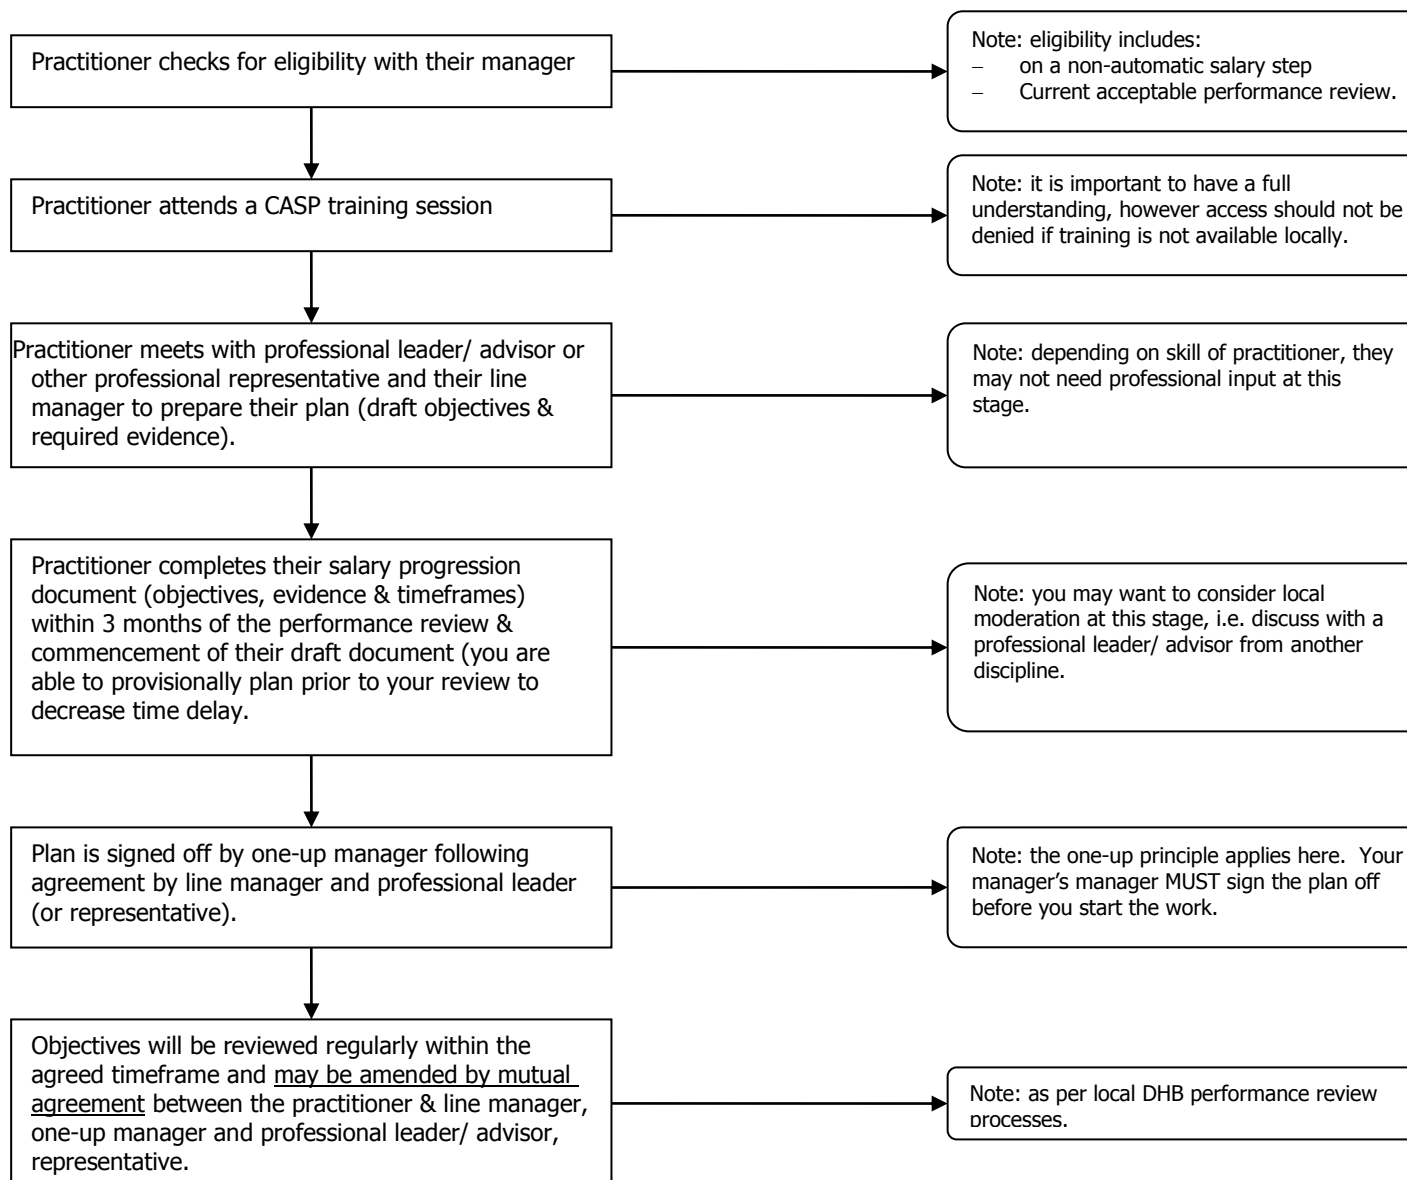 Practitioner checks for eligibility with their manager
Note: eligibility includes:
– on a non-automatic salary step
– Current acceptable performance review.
Practitioner attends a CASP training session
Note: it is important to have a full
understanding, however access should not be
denied if training is not available locally.
Practitioner meets with professional leader/ advisor or
other professional representative and their line
manager to prepare their plan (draft objectives &
required evidence).
Note: depending on skill of practitioner, they
may not need professional input at this
stage.
Practitioner completes their salary progression
document (objectives, evidence & timeframes)
within 3 months of the performance review &
commencement of their draft document (you are
able to provisionally plan prior to your review to
decrease time delay.
Note: you may want to consider local
moderation at this stage, i.e. discuss with a
professional leader/ advisor from another
discipline.
Plan is signed off by one-up manager following
agreement by line manager and professional leader
(or representative).
Note: the one-up principle applies here.  Your
manager’s manager MUST sign the plan off
before you start the work.
Objectives will be reviewed regularly within the
agreed timeframe and may be amended by mutual
agreement between the practitioner & line manager,
one-up manager and professional leader/ advisor,
representative.
Note: as per local DHB performance review
processes.